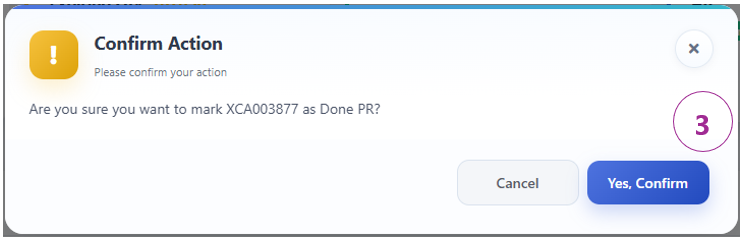 !
Confirm Action
Please confirm your action
Are you sure you want to mark XCA003877 as Done PR?
3
Cancel
Yes, Confirm